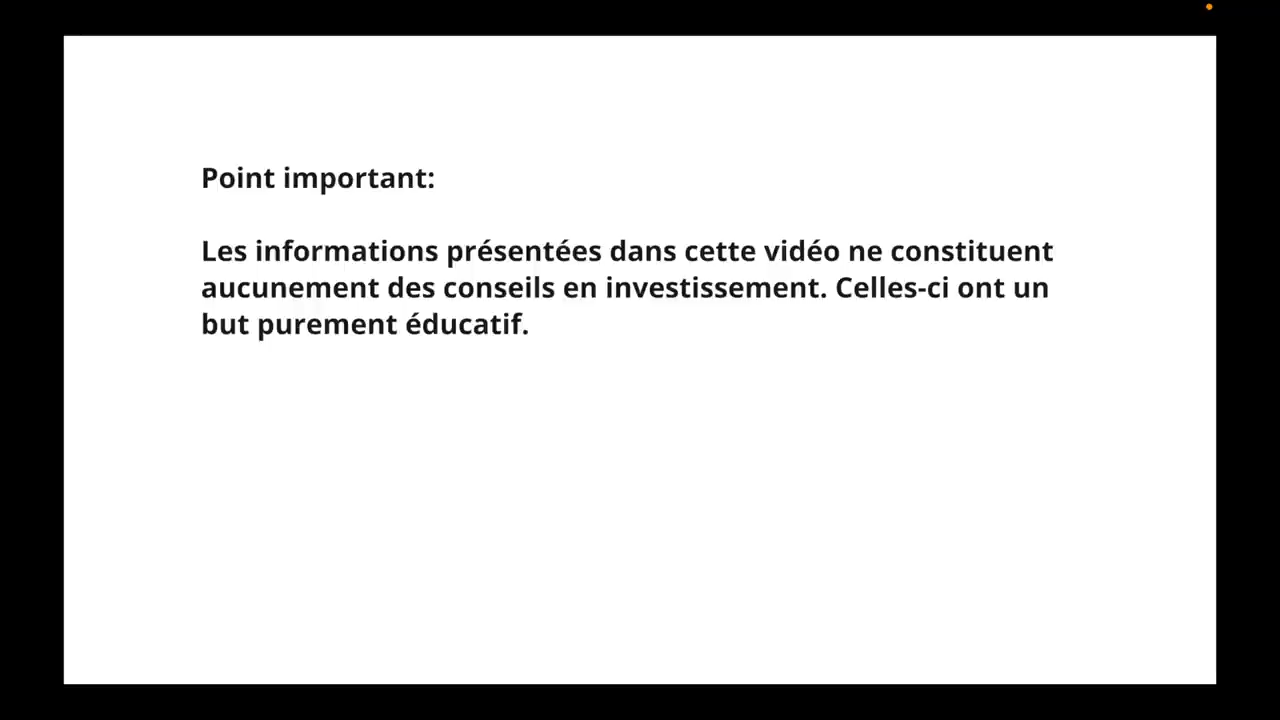 Point important:
Les informations présentées dans cette vidéo ne constituent
aucunement des conseils en investissement. Celles-ci ont un
but purement éducatif.